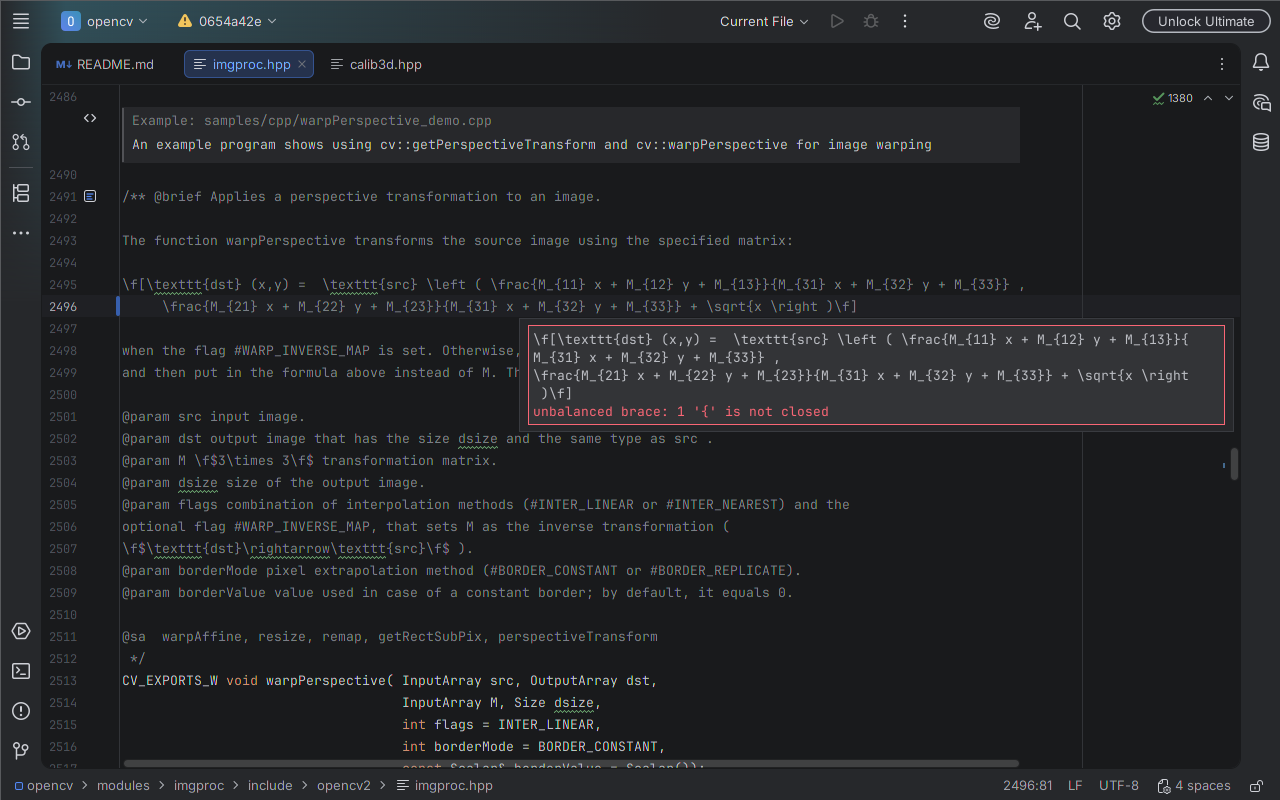 opencv
0654a42e
Current File
Unlock Ultimate
README.md
imgproc.hpp
calib3d.hpp
1380
2486
Example: samples/cpp/warpPerspective_demo.cpp
An example program shows using cv::getPerspectiveTransform and cv::warpPerspective for image warping
2490
2491 /** @brief Applies a perspective transformation to an image.
2492
2493 The function warpPerspective transforms the source image using the specified matrix:
2494
2495 \f[\texttt{dst} (x,y) =  \texttt{src} \left ( \frac{M_{11} x + M_{12} y + M_{13}}{M_{31} x + M_{32} y + M_{33}} ,
2496 \frac{M_{21} x + M_{22} y + M_{23}}{M_{31} x + M_{32} y + M_{33}} + \sqrt{x \right )\f]
2497
\f[\texttt{dst} (x,y) =  \texttt{src} \left ( \frac{M_{11} x + M_{12} y + M_{13}}{
M_{31} x + M_{32} y + M_{33}} ,
\frac{M_{21} x + M_{22} y + M_{23}}{M_{31} x + M_{32} y + M_{33}} + \sqrt{x \right
)\f]
unbalanced brace: 1 '{' is not closed
2498 when the flag #WARP_INVERSE_MAP is set. Otherwise,
2499 and then put in the formula above instead of M. Th
2500
2501 @param src input image.
2502 @param dst output image that has the size dsize and the same type as src .
2503 @param M \f$3\times 3\f$ transformation matrix.
2504 @param dsize size of the output image.
2505 @param flags combination of interpolation methods (#INTER_LINEAR or #INTER_NEAREST) and the
2506 optional flag #WARP_INVERSE_MAP, that sets M as the inverse transformation (
2507 \f$\texttt{dst}\rightarrow\texttt{src}\f$ ).
2508 @param borderMode pixel extrapolation method (#BORDER_CONSTANT or #BORDER_REPLICATE).
2509 @param borderValue value used in case of a constant border; by default, it equals 0.
2510
2511 @sa  warpAffine, resize, remap, getRectSubPix, perspectiveTransform
2512 */
2513 CV_EXPORTS_W void warpPerspective( InputArray src, OutputArray dst,
2514 InputArray M, Size dsize,
2515 int flags = INTER_LINEAR,
2516 int borderMode = BORDER_CONSTANT,
2517 const Scalar& borderValue = Scalar());
opencv
modules
imgproc
include
opencv2
imgproc.hpp
2496:81
LF
UTF-8
4 spaces